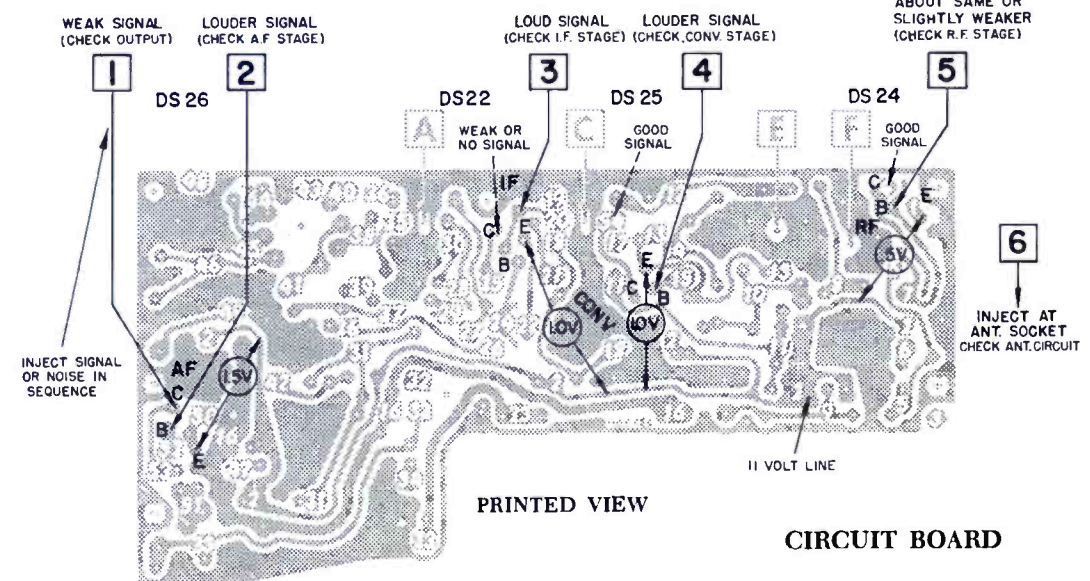 WEAK SIGNAL
(CHECK OUTPUT)
LOUDER SIGNAL
(CHECK A.F STAGE)
LOUD SIGNAL
(CHECK I.F. STAGE)
LOUDER SIGNAL
(CHECK, CONV. STAGE)
ABOUT SAME OR
SLIGHTLY WEAKER
(CHECK R.F. STAGE)
1
2
3
4
5
DS 26
DS22
DS 25
DS 24
A
WEAK OR
NO SIGNAL
C
GOOD
SIGNAL
E
F
GOOD
SIGNAL
IF
C
E
B
CONV
1.0V
E
C
B
1.0V
C
B
E
RF
.5V
6
INJECT AT
ANT. SOCKET
CHECK ANT. CIRCUIT
INJECT SIGNAL
OR NOISE IN
SEQUENCE
AF
C
B
E
1.5V
11 VOLT LINE
PRINTED VIEW
CIRCUIT BOARD